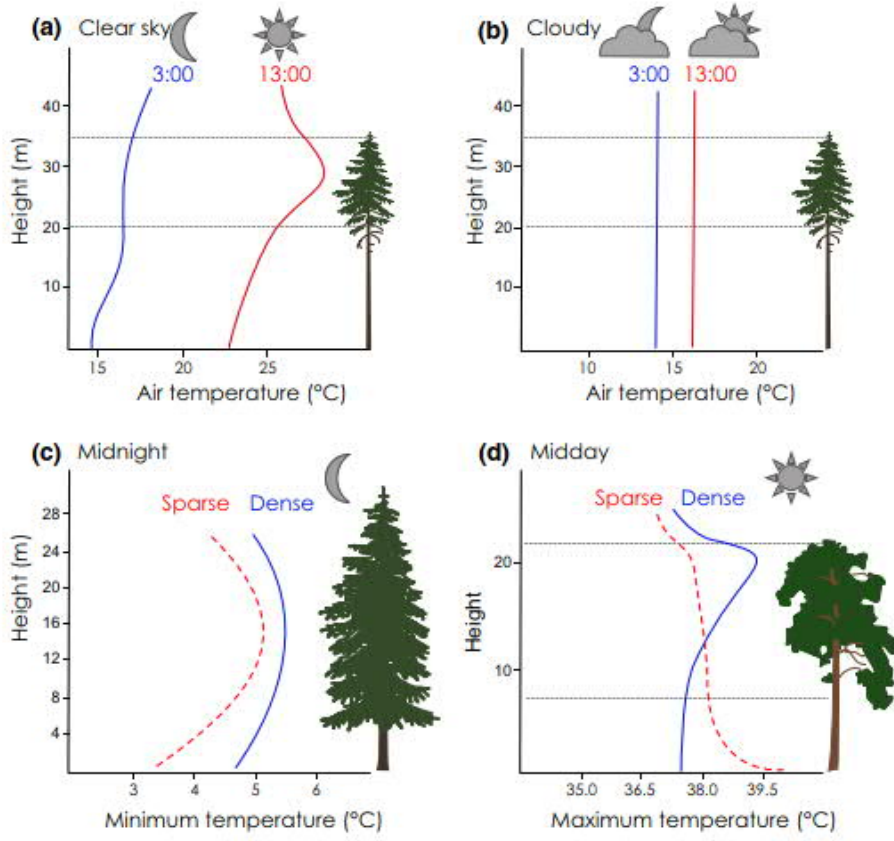 (a) Clear sky
3:00 13:00
40
30
20
10
Height (m)
15 20 25
Air temperature (°C)
(b) Cloudy
3:00 13:00
40
30
20
10
Height (m)
10 15 20
Air temperature (°C)
(c) Midnight
Sparse Dense
28
24
20
16
12
8
4
Height (m)
3 4 5 6
Minimum temperature (°C)
(d) Midday
Sparse Dense
20
10
Height
35.0 36.5 38.0 39.5
Maximum temperature (°C)